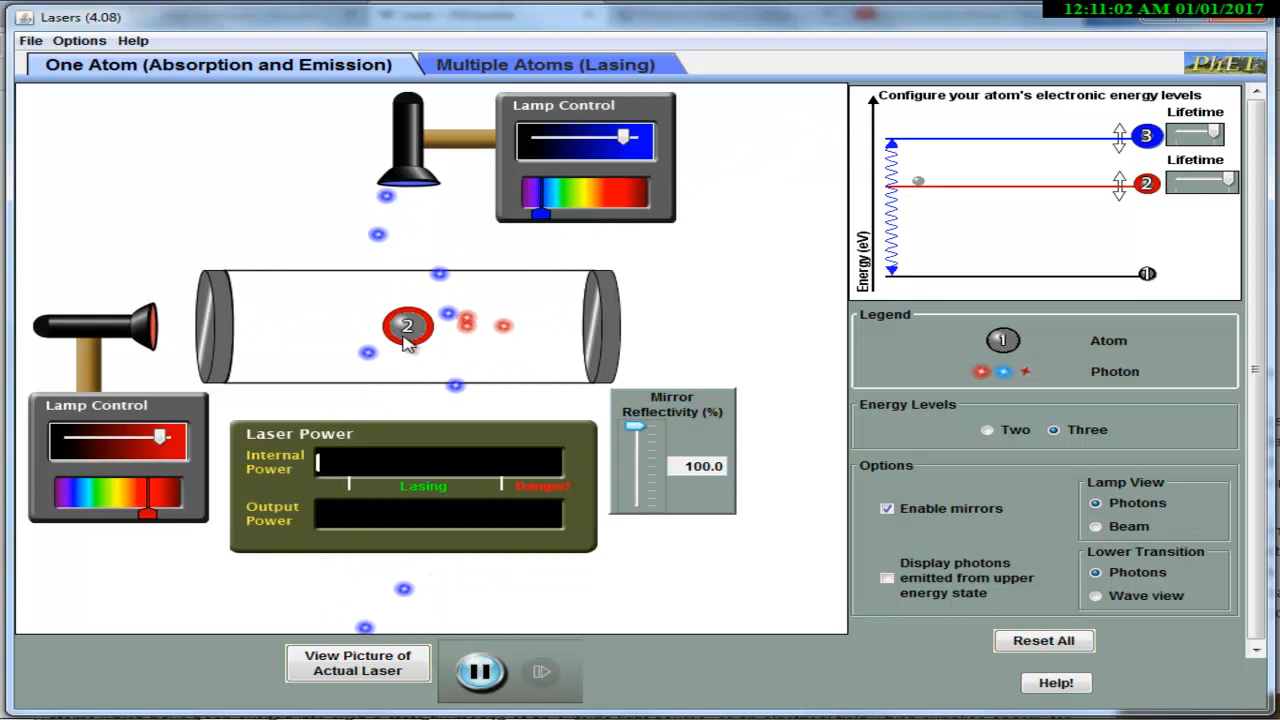 12:11:02 AM 01/01/2017
Lasers (4.08)
File Options Help
One Atom (Absorption and Emission)
Multiple Atoms (Lasing)
PhET
Lamp Control
Configure your atom's electronic energy levels
Lifetime
3
Lifetime
2
Energy (eV)
1
2
Lamp Control
Laser Power
Internal
Power
Lasing
Danger!
Output
Power
Mirror
Reflectivity (%)
100.0
Legend
1
Atom
Photon
Energy Levels
Two
Three
Options
Enable mirrors
Display photons
emitted from upper
energy state
Lamp View
Photons
Beam
Lower Transition
Photons
Wave view
View Picture of
Actual Laser
Reset All
Help!